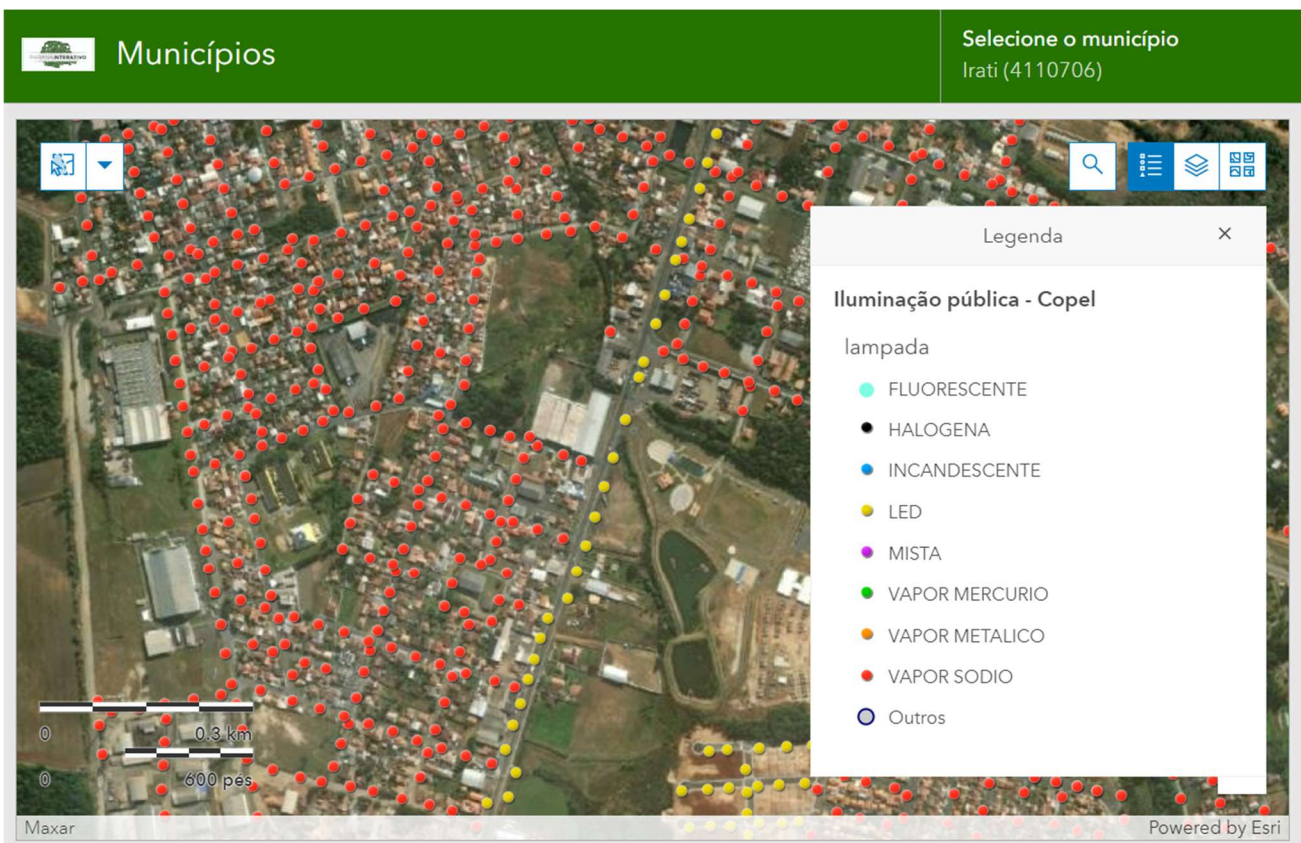 PARANÁINTERATIVO
Municípios
Selecione o município
Irati (4110706)
Legenda
Iluminação pública - Copel
lampada
FLUORESCENTE
HALOGENA
INCANDESCENTE
LED
MISTA
VAPOR MERCURIO
VAPOR METALICO
VAPOR SODIO
Outros
0 0.3 km
0 600 pés
Maxar
Powered by Esri